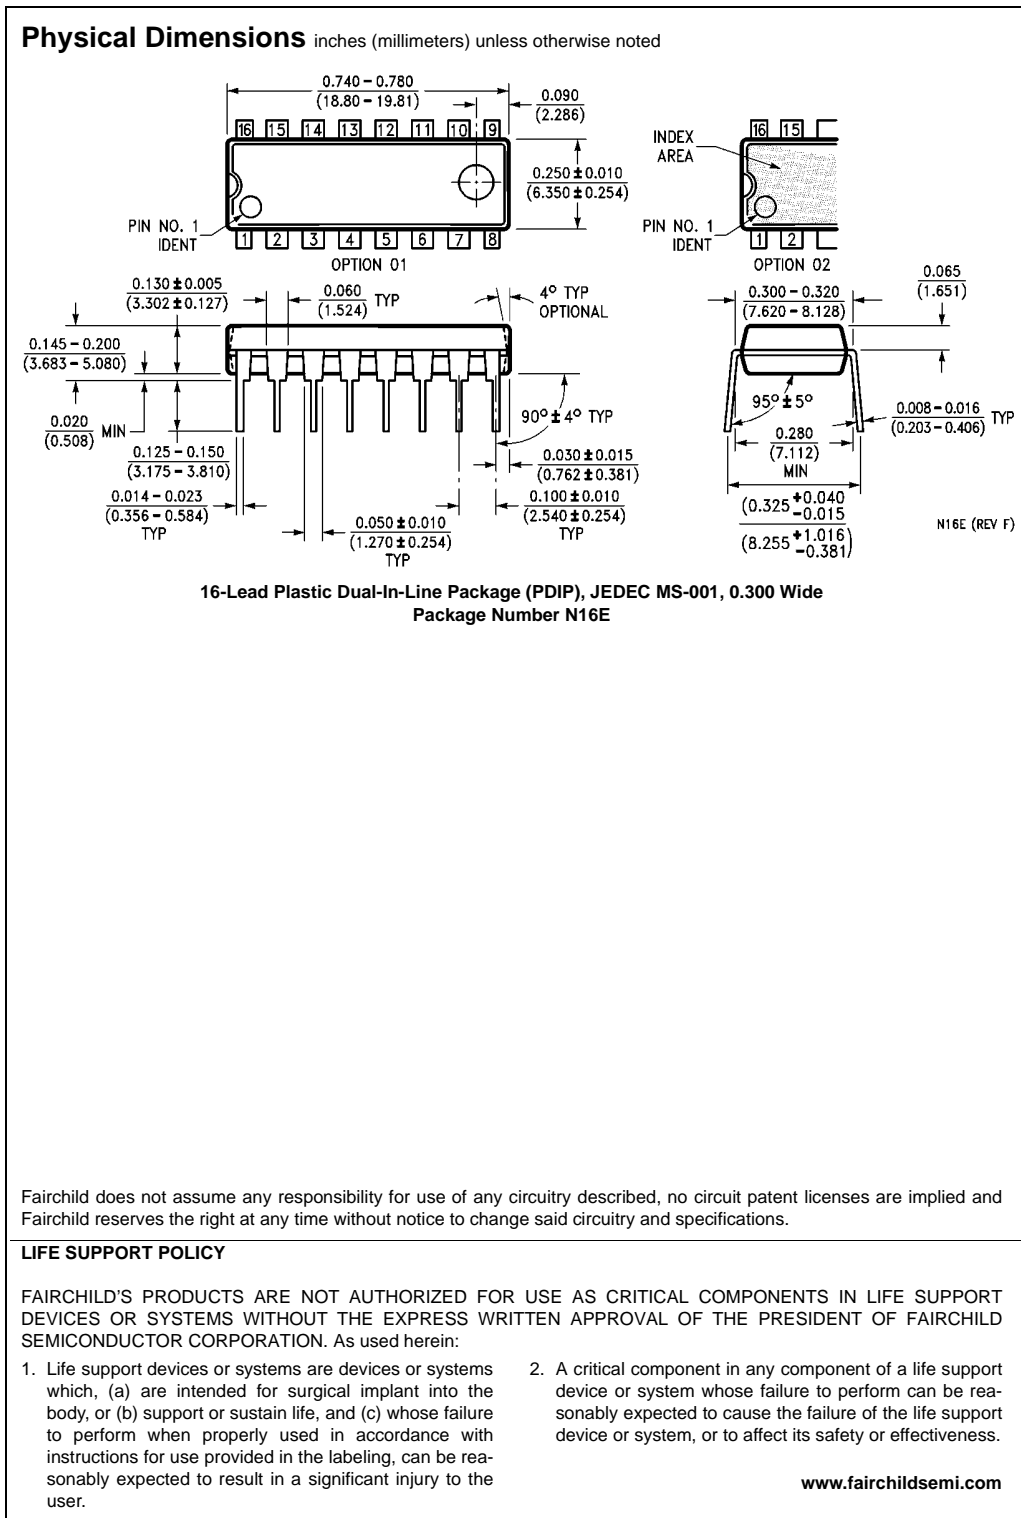 Physical Dimensions inches (millimeters) unless otherwise noted
0.740 – 0.780
(18.80 – 19.81)
0.090
(2.286)
16 15 14 13 12 11 10 9
0.250 ± 0.010
(6.350 ± 0.254)
PIN NO. 1
IDENT
1 2 3 4 5 6 7 8
OPTION 01
INDEX
AREA
16 15
PIN NO. 1
IDENT
1 2
OPTION 02
0.065
(1.651)
0.130 ± 0.005
(3.302 ± 0.127)
0.060
(1.524)
TYP
4° TYP
OPTIONAL
0.300 – 0.320
(7.620 – 8.128)
0.145 – 0.200
(3.683 – 5.080)
0.020
(0.508)
MIN
0.125 – 0.150
(3.175 – 3.810)
90° ± 4° TYP
0.030 ± 0.015
(0.762 ± 0.381)
0.014 – 0.023
(0.356 – 0.584)
TYP
0.050 ± 0.010
(1.270 ± 0.254)
TYP
0.100 ± 0.010
(2.540 ± 0.254)
TYP
95° ± 5°
0.008 – 0.016
(0.203 – 0.406)
TYP
0.280
(7.112)
MIN
(0.325 +0.040
–0.015
(8.255 +1.016
–0.381)
N16E (REV F)
16-Lead Plastic Dual-In-Line Package (PDIP), JEDEC MS-001, 0.300 Wide
Package Number N16E
Fairchild does not assume any responsibility for use of any circuitry described, no circuit patent licenses are implied and
Fairchild reserves the right at any time without notice to change said circuitry and specifications.
LIFE SUPPORT POLICY
FAIRCHILD'S PRODUCTS ARE NOT AUTHORIZED FOR USE AS CRITICAL COMPONENTS IN LIFE SUPPORT
DEVICES OR SYSTEMS WITHOUT THE EXPRESS WRITTEN APPROVAL OF THE PRESIDENT OF FAIRCHILD
SEMICONDUCTOR CORPORATION. As used herein:
1. Life support devices or systems are devices or systems
which, (a) are intended for surgical implant into the
body, or (b) support or sustain life, and (c) whose failure
to perform when properly used in accordance with
instructions for use provided in the labeling, can be rea-
sonably expected to result in a significant injury to the
user.
2. A critical component in any component of a life support
device or system whose failure to perform can be rea-
sonably expected to cause the failure of the life support
device or system, or to affect its safety or effectiveness.
www.fairchildsemi.com